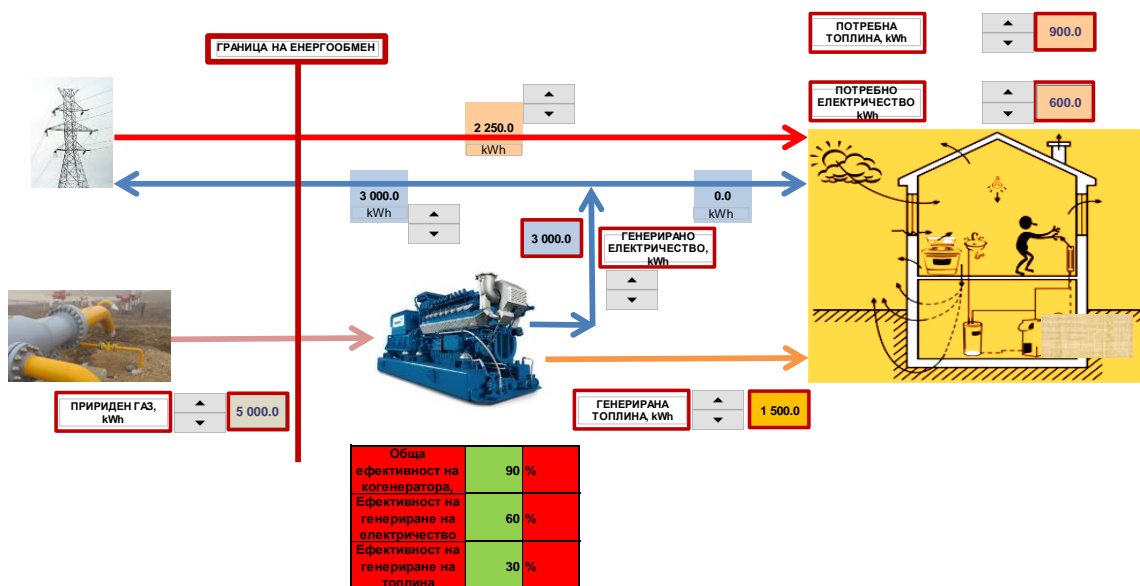 ПОТРЕБНА
ТОПЛИНА, kWh
900.0
ГРАНИЦА НА ЕНЕРГООБМЕН
ПОТРЕБНО
ЕЛЕКТРИЧЕСТВО
kWh
600.0
2 250.0
kWh
3 000.0
kWh
0.0
kWh
3 000.0
ГЕНЕРИРАНО
ЕЛЕКТРИЧЕСТВО,
kWh
ПРИРИДЕН ГАЗ,
kWh
5 000.0
ГЕНЕРИРАНА
ТОПЛИНА, kWh
1 500.0
Обща
ефективност на
когенератора,
90 %
Ефективност на
генериране на
електричество
60 %
Ефективност на
генериране на
топлина
30 %